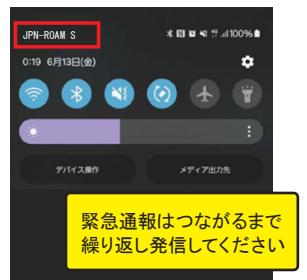 JPN-ROAM S
100%
0:19 6月13日(金)
デバイス操作
メディア出力先
緊急通報はつながるまで
繰り返し発信してください